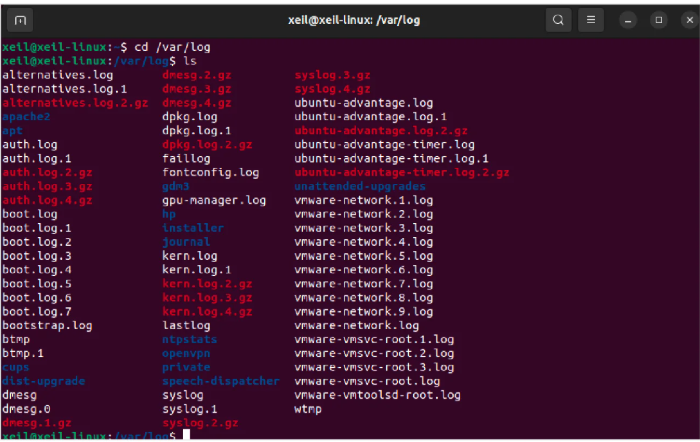 xeil@xeil-linux: /var/log
xeil@xeil-linux:~$ cd /var/log
xeil@xeil-linux:/var/log$ ls
alternatives.log dmesg.2.gz syslog.3.gz
alternatives.log.1 dmesg.3.gz syslog.4.gz
alternatives.log.2.gz dmesg.4.gz ubuntu-advantage.log
apache2 dpkg.log ubuntu-advantage.log.1
apt dpkg.log.1 ubuntu-advantage.log.2.gz
auth.log dpkg.log.2.gz ubuntu-advantage-timer.log
auth.log.1 faillog ubuntu-advantage-timer.log.1
auth.log.2.gz fontconfig.log ubuntu-advantage-timer.log.2.gz
auth.log.3.gz gdm3 unattended-upgrades
auth.log.4.gz gpu-manager.log vmware-network.1.log
boot.log hp vmware-network.2.log
boot.log.1 installer vmware-network.3.log
boot.log.2 journal vmware-network.4.log
boot.log.3 kern.log vmware-network.5.log
boot.log.4 kern.log.1 vmware-network.6.log
boot.log.5 kern.log.2.gz vmware-network.7.log
boot.log.6 kern.log.3.gz vmware-network.8.log
boot.log.7 kern.log.4.gz vmware-network.9.log
bootstrap.log lastlog vmware-network.log
btmp ntpstats vmware-vmsvc-root.1.log
btmp.1 openvpn vmware-vmsvc-root.2.log
cups private vmware-vmsvc-root.3.log
dist-upgrade speech-dispatcher vmware-vmsvc-root.log
dmesg syslog vmware-vmtoolsd-root.log
dmesg.0 syslog.1 wtmp
dmesg.1.gz syslog.2.gz
xeil@xeil-linux:/var/log$